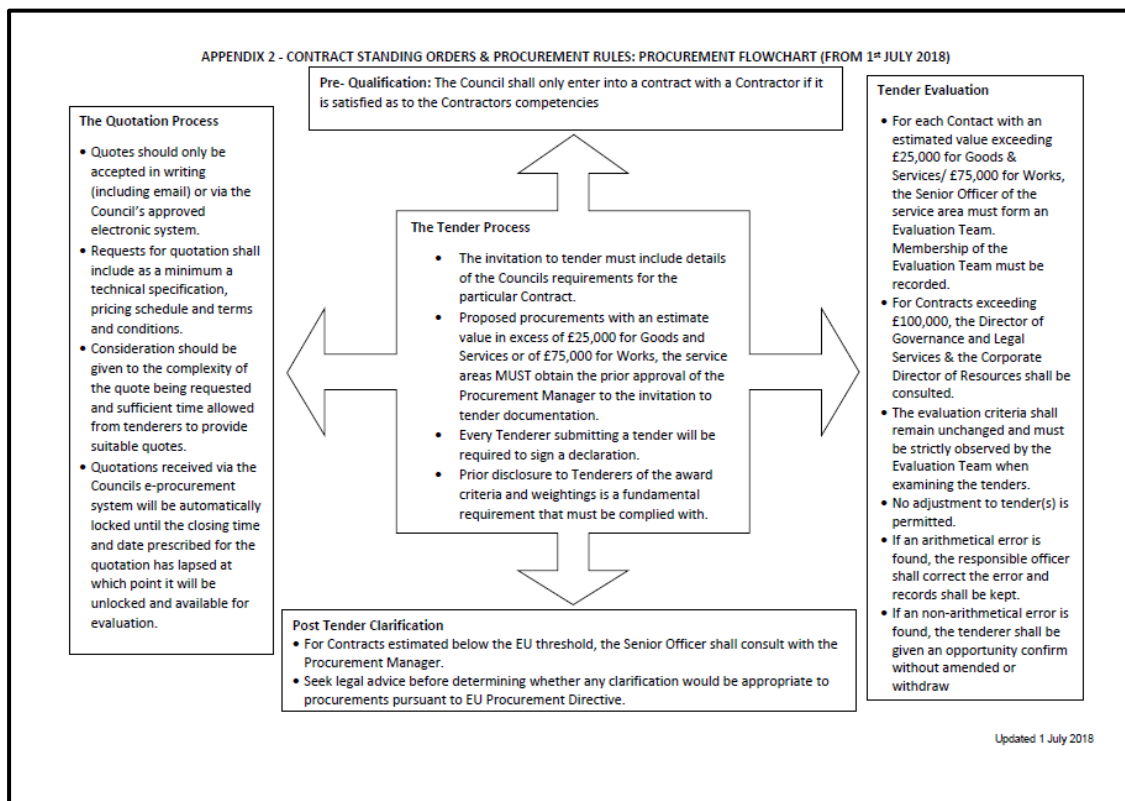 APPENDIX 2 - CONTRACT STANDING ORDERS & PROCUREMENT RULES: PROCUREMENT FLOWCHART (FROM 1st JULY 2018)
Pre- Qualification: The Council shall only enter into a contract with a Contractor if it
is satisfied as to the Contractors competencies
The Quotation Process
• Quotes should only be
accepted in writing
(including email) or via the
Council's approved
electronic system.
• Requests for quotation shall
include as a minimum a
technical specification,
pricing schedule and terms
and conditions.
• Consideration should be
given to the complexity of
the quote being requested
and sufficient time allowed
from tenderers to provide
suitable quotes.
• Quotations received via the
Councils e-procurement
system will be automatically
locked until the closing time
and date prescribed for the
quotation has lapsed at
which point it will be
unlocked and available for
evaluation.
The Tender Process
• The invitation to tender must include details
of the Councils requirements for the
particular Contract.
• Proposed procurements with an estimate
value in excess of £25,000 for Goods and
Services or of £75,000 for Works, the service
areas MUST obtain the prior approval of the
Procurement Manager to the invitation to
tender documentation.
• Every Tenderer submitting a tender will be
required to sign a declaration.
• Prior disclosure to Tenderers of the award
criteria and weightings is a fundamental
requirement that must be complied with.
Tender Evaluation
• For each Contact with an
estimated value exceeding
£25,000 for Goods &
Services/ £75,000 for Works,
the Senior Officer of the
service area must form an
Evaluation Team.
Membership of the
Evaluation Team must be
recorded.
• For Contracts exceeding
£100,000, the Director of
Governance and Legal
Services & the Corporate
Director of Resources shall be
consulted.
• The evaluation criteria shall
remain unchanged and must
be strictly observed by the
Evaluation Team when
examining the tenders.
• No adjustment to tender(s) is
permitted.
• If an arithmetical error is
found, the responsible officer
shall correct the error and
records shall be kept.
• If an non-arithmetical error is
found, the tenderer shall be
given an opportunity confirm
without amended or
withdraw
Post Tender Clarification
• For Contracts estimated below the EU threshold, the Senior Officer shall consult with the
Procurement Manager.
• Seek legal advice before determining whether any clarification would be appropriate to
procurements pursuant to EU Procurement Directive.
Updated 1 July 2018